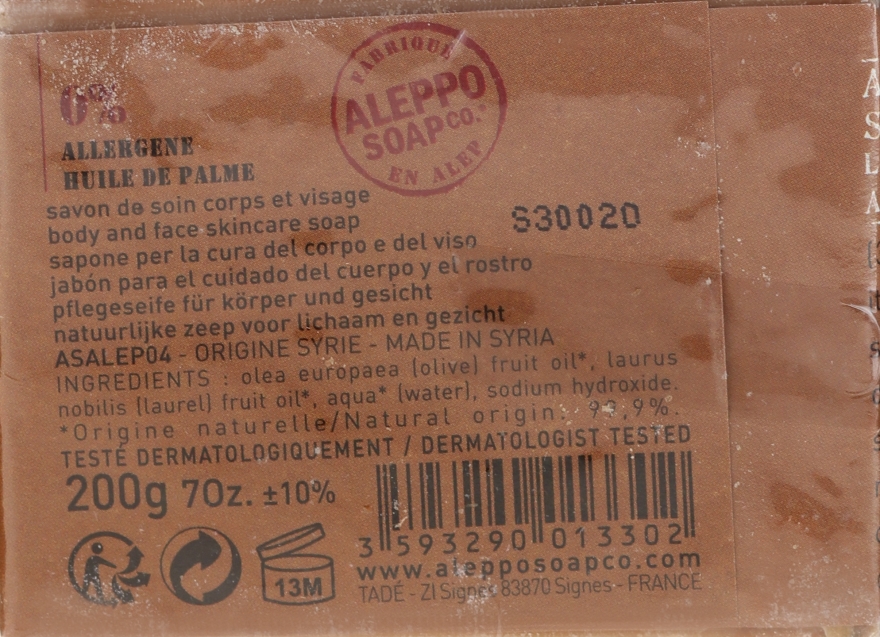 FABRIQUÉ
ALEPPO
SOAP CO.
EN ALEP
0%
ALLERGENE
HUILE DE PALME
savon de soin corps et visage
body and face skincare soap
sapone per la cura del corpo e del viso
jabón para el cuidado del cuerpo y el rostro
pflegeseife für körper und gesicht
natuurlijke zeep voor lichaam en gezicht
S30020
ASALEP04 - ORIGINE SYRIE - MADE IN SYRIA
INGREDIENTS : olea europaea (olive) fruit oil*, laurus
nobilis (laurel) fruit oil*, aqua* (water), sodium hydroxide.
*Origine naturelle/Natural origin: 99,9%.
TESTÉ DERMATOLOGIQUEMENT / DERMATOLOGIST TESTED
200g 7Oz. ±10%
3 593290 013302
13M
www.alepposoapco.com
TADÉ - ZI Signes 83870 Signes - FRANCE